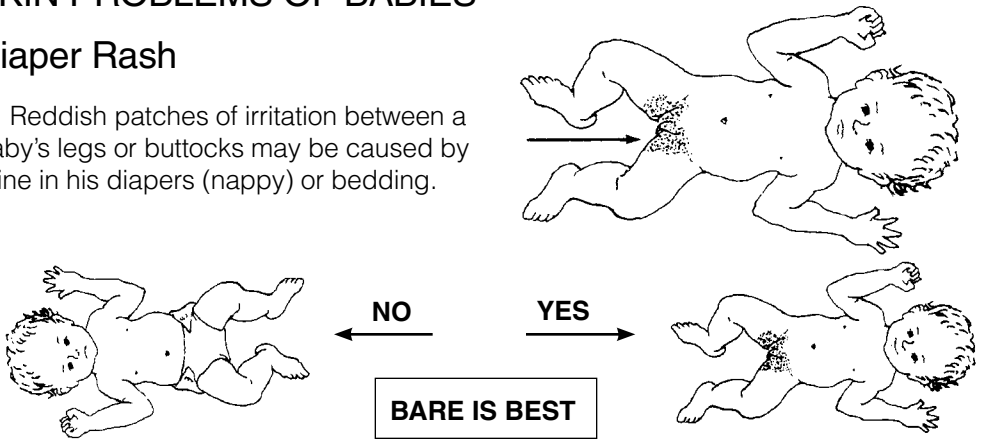 KIN PROBLEMS OF BABIES
iaper Rash
Reddish patches of irritation between a
aby's legs or buttocks may be caused by
ine in his diapers (nappy) or bedding.
NO
YES
BARE IS BEST